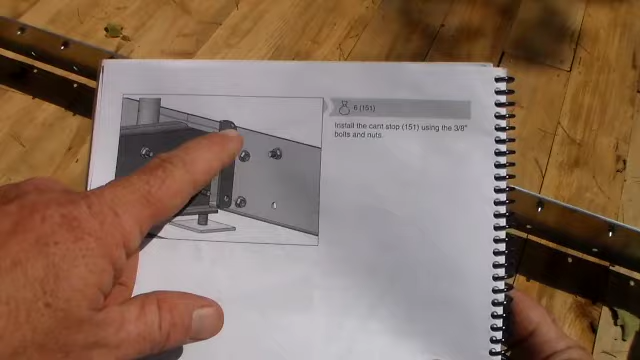 6 (151)
Install the cant stop (151) using the 3/8"
bolts and nuts.